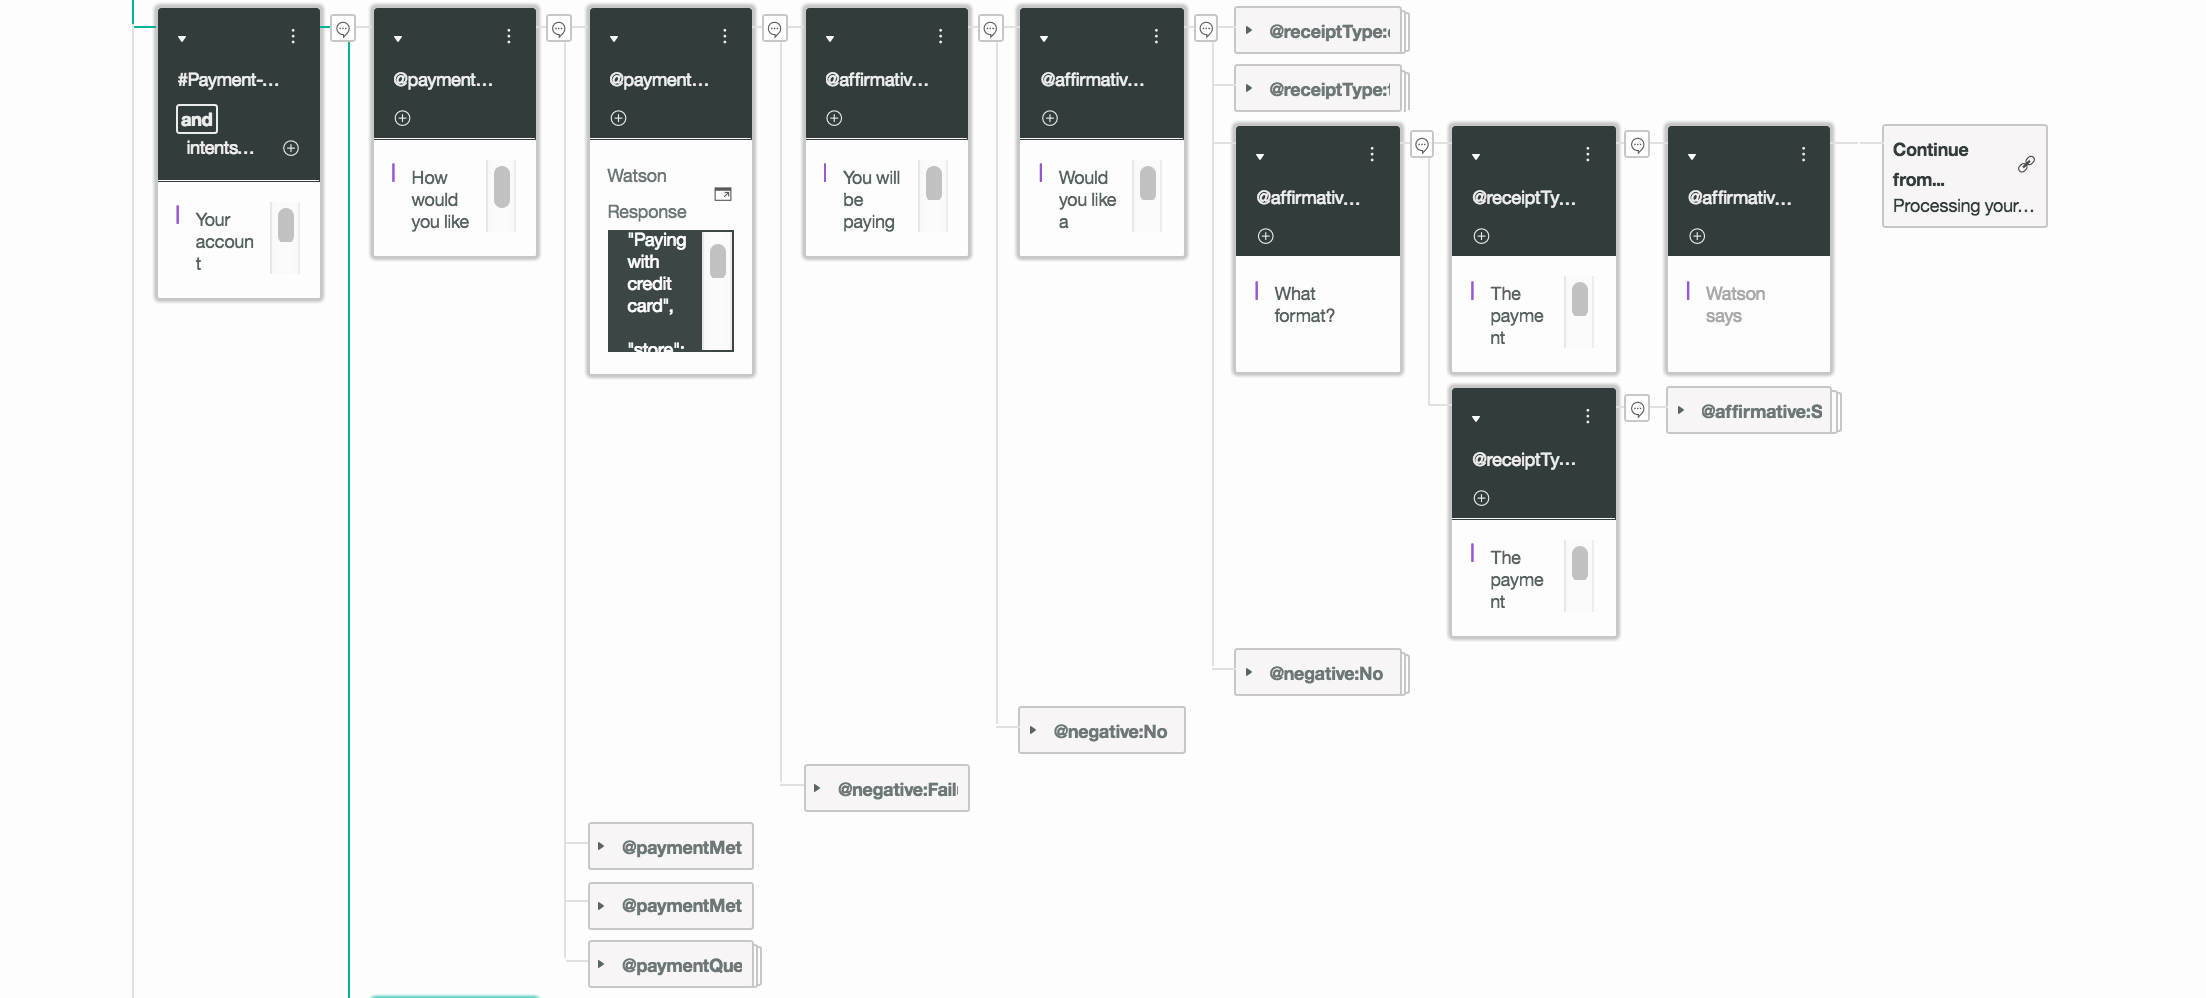 #Payment-...
and
intents...
Your
accoun
t
@payment...
How
would
you like
@payment...
Watson
Response
"Paying
with
credit
card",
"store":
@affirmativ...
You will
be
paying
@affirmativ...
Would
you like
a
@receiptType:
@receiptType:
@affirmativ...
What
format?
@receiptTy...
The
payme
nt
@affirmativ...
Watson
says
Continue
from...
Processing your...
@receiptTy...
The
payme
nt
@affirmative:S
@negative:No
@negative:No
@negative:Fail
@paymentMet
@paymentMet
@paymentQue